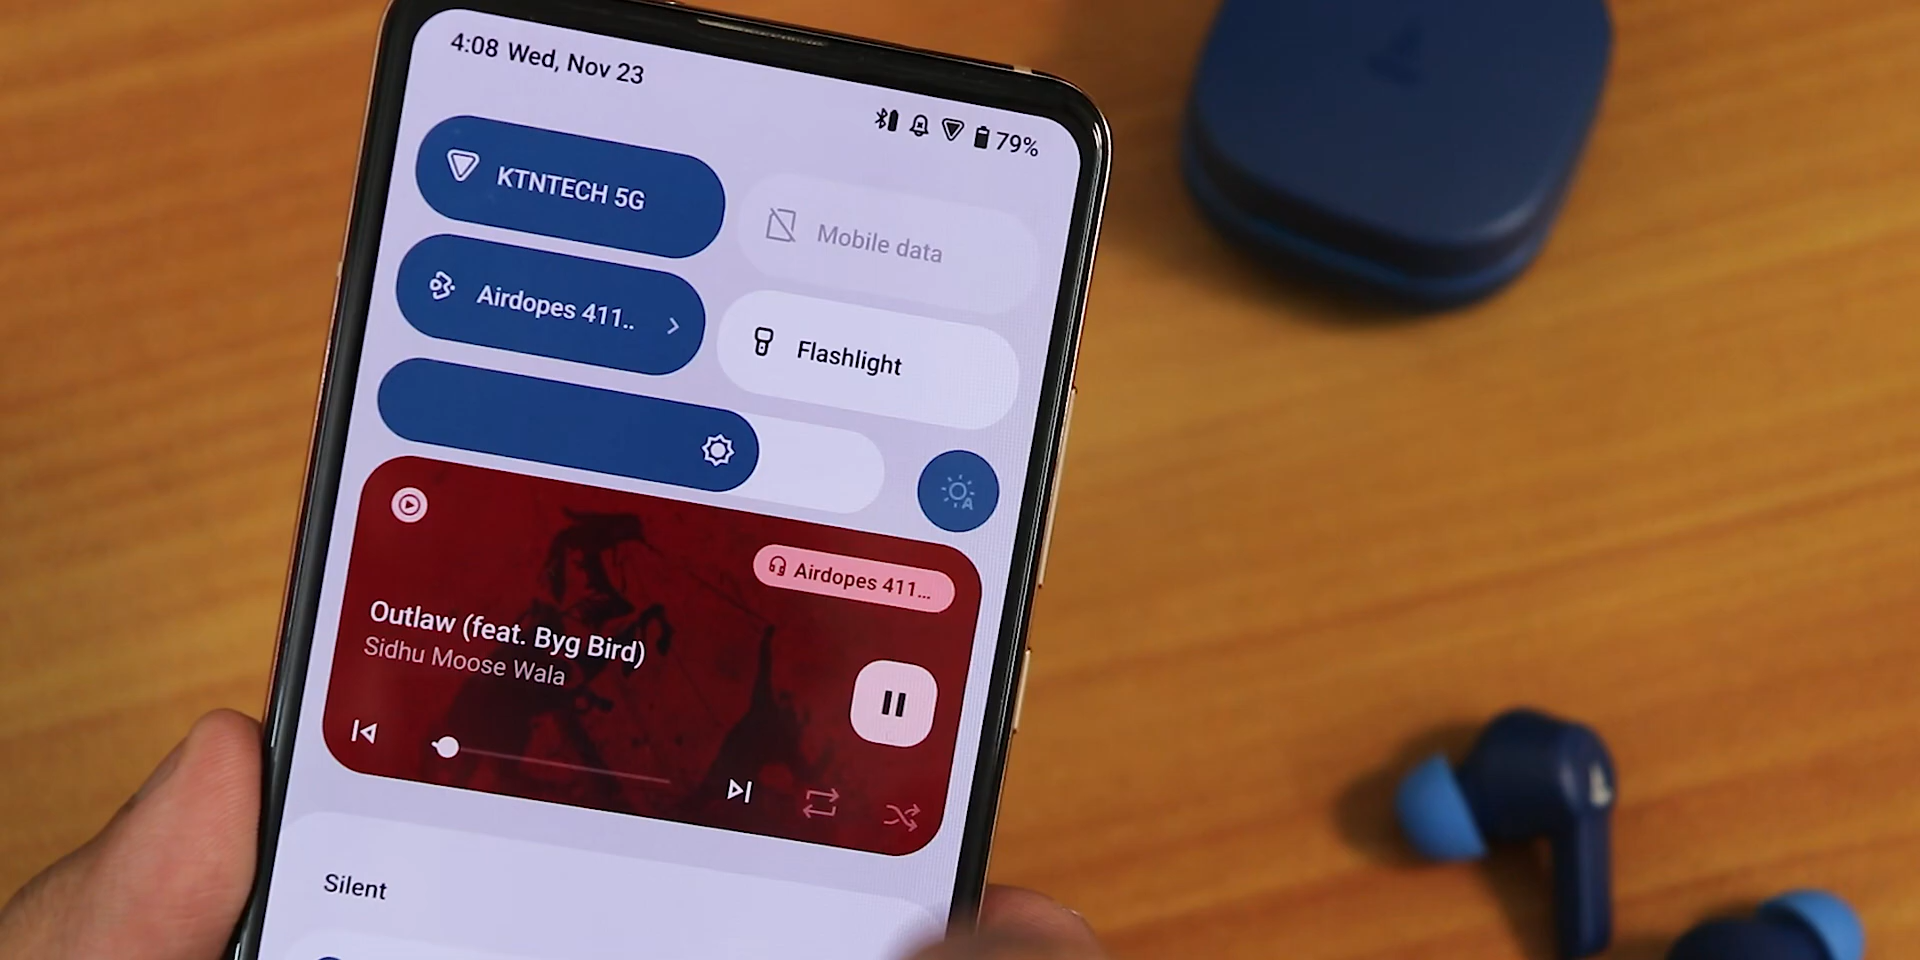 4:08 Wed, Nov 23
79%
KTNTECH 5G
Mobile data
Airdopes 411..
Flashlight
A
Airdopes 411...
Outlaw (feat. Byg Bird)
Sidhu Moose Wala
Silent